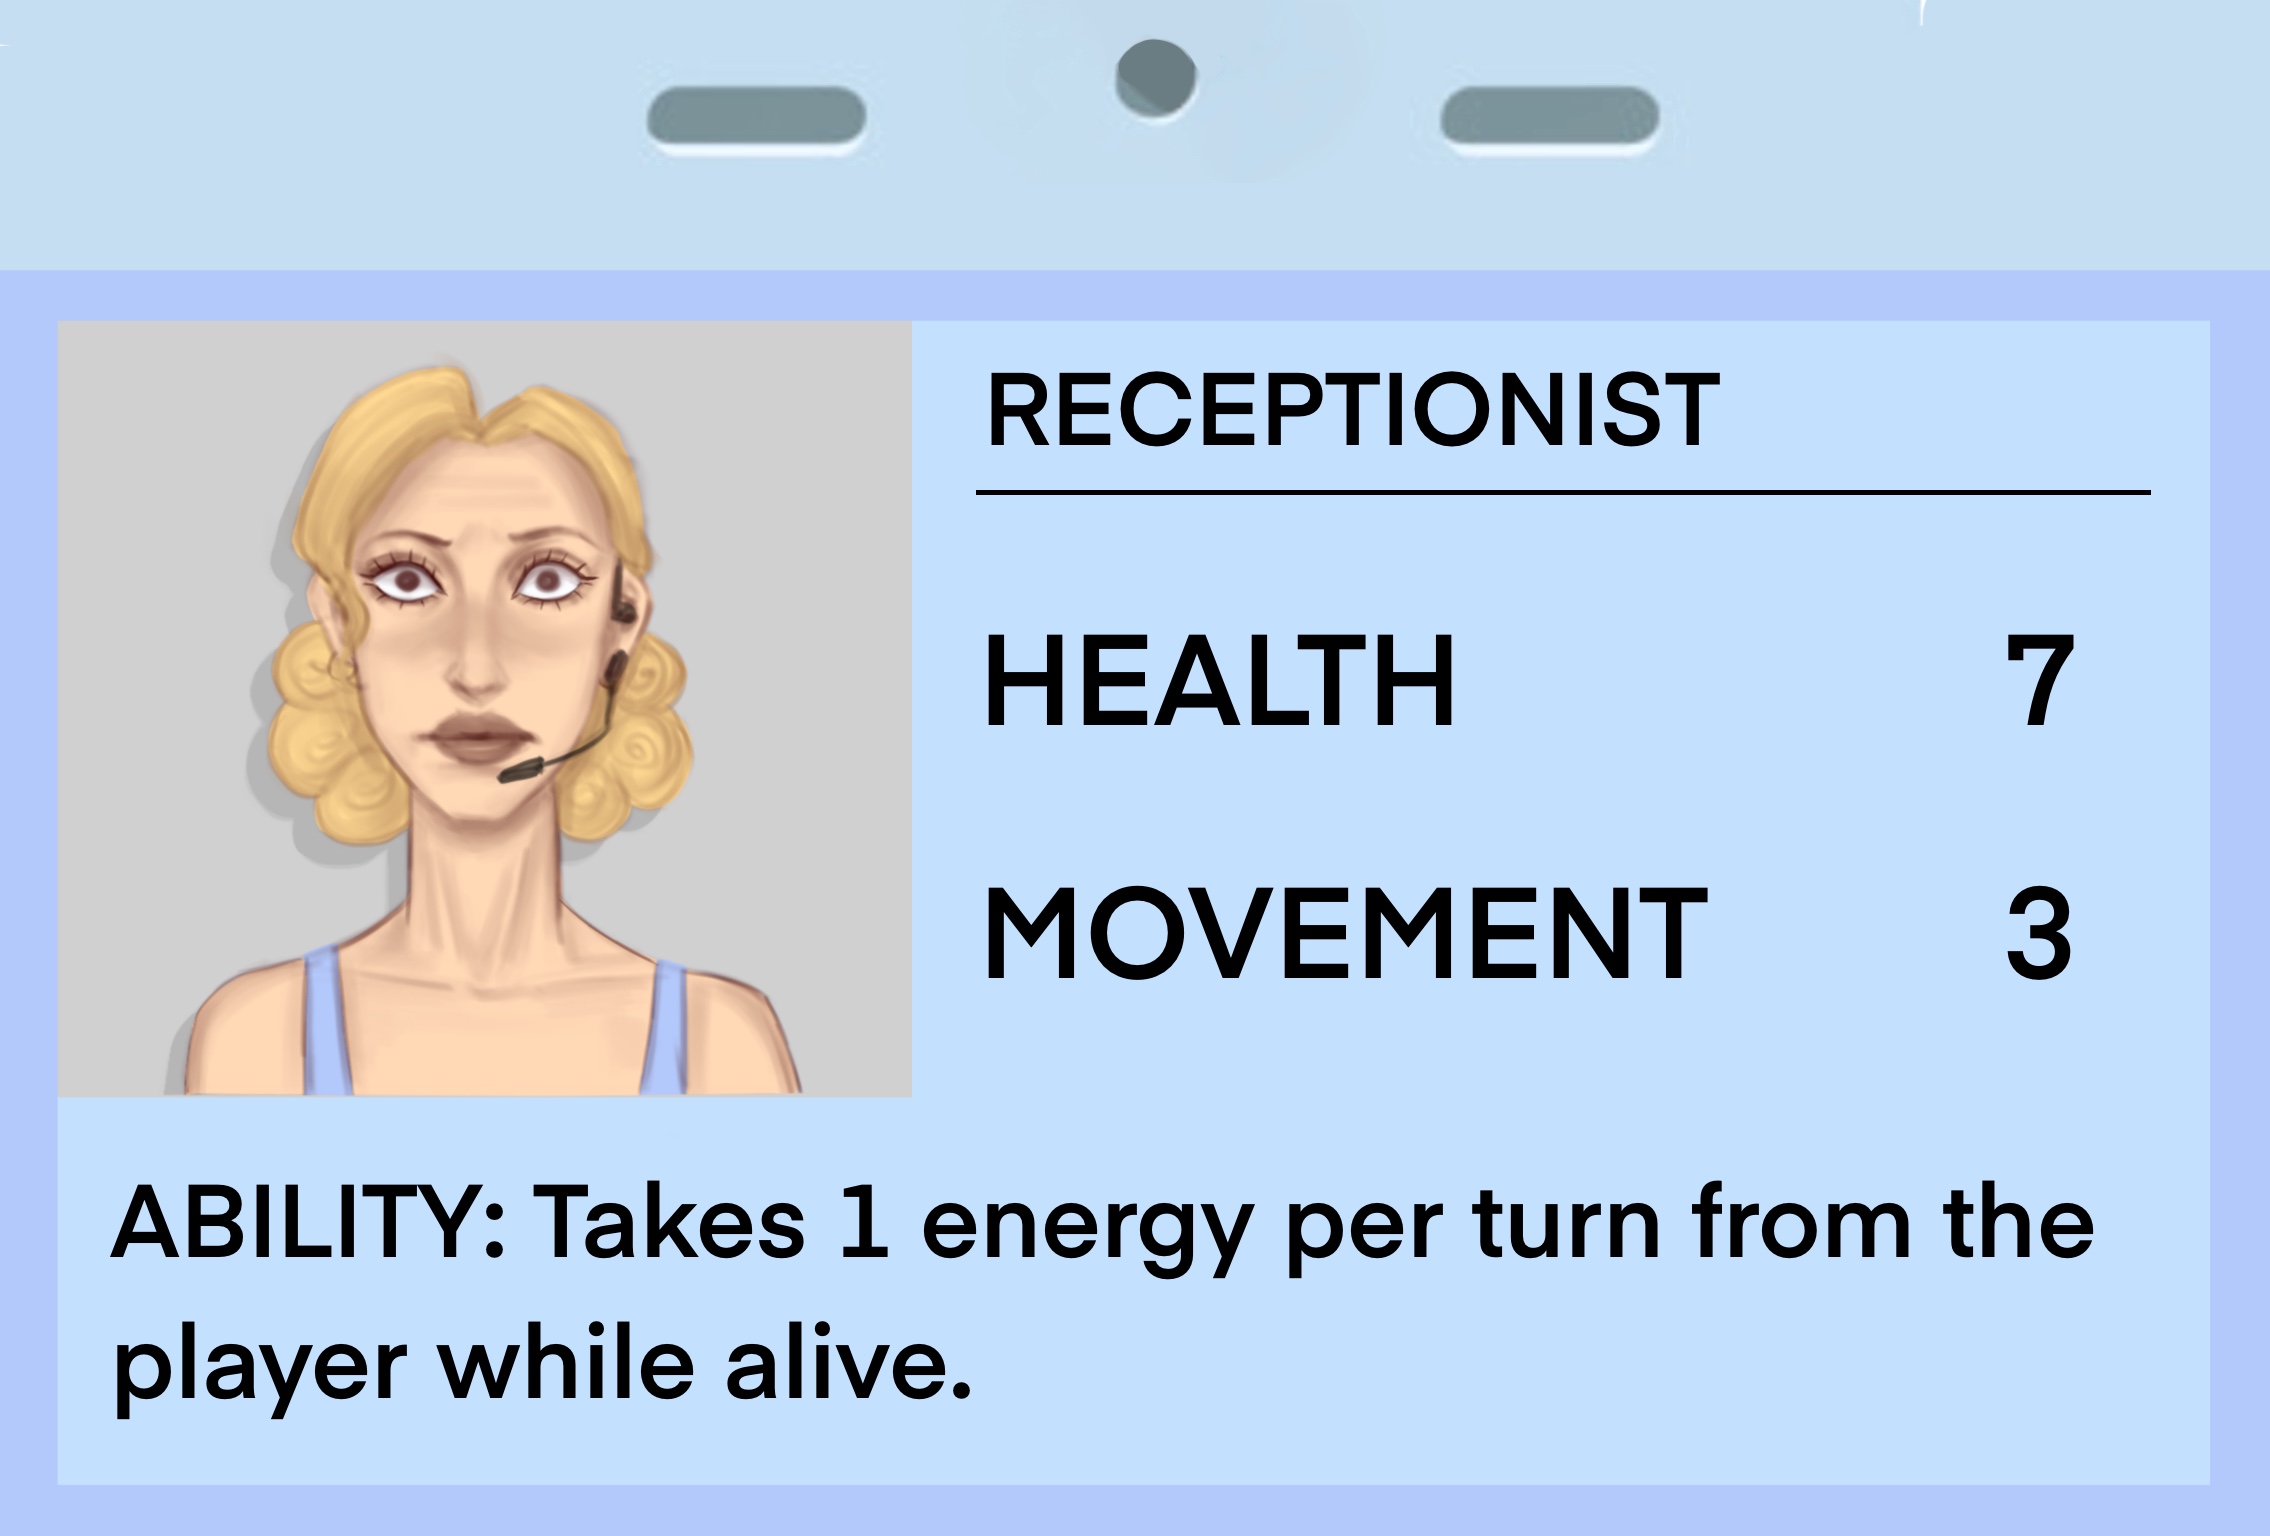 RECEPTIONIST
HEALTH 7
MOVEMENT 3
ABILITY: Takes 1 energy per turn from the
player while alive.